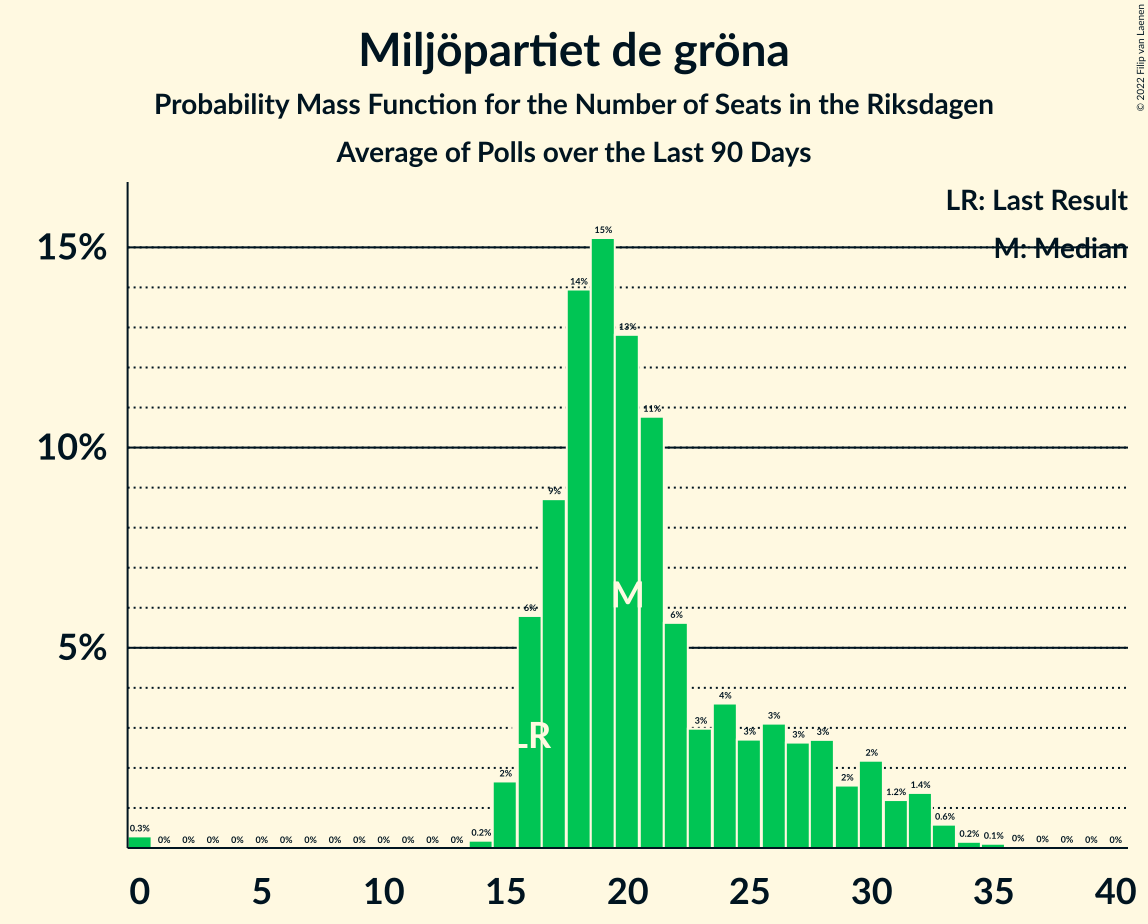 Miljöpartiet de gröna
Probability Mass Function for the Number of Seats in the Riksdagen
Average of Polls over the Last 90 Days
© 2022 Filip van Laenen
LR: Last Result
M: Median
15%
10%
5%
0.3% 0% 0% 0% 0% 0% 0% 0% 0% 0% 0% 0% 0% 0% 0.2% 2% 6% 9% 14% 15% 13% 11% 6% 3% 4% 3% 3% 3% 3% 2% 2% 1.2% 1.4% 0.6% 0.2% 0.1% 0% 0% 0% 0% 0%
LR
M
0 5 10 15 20 25 30 35 40